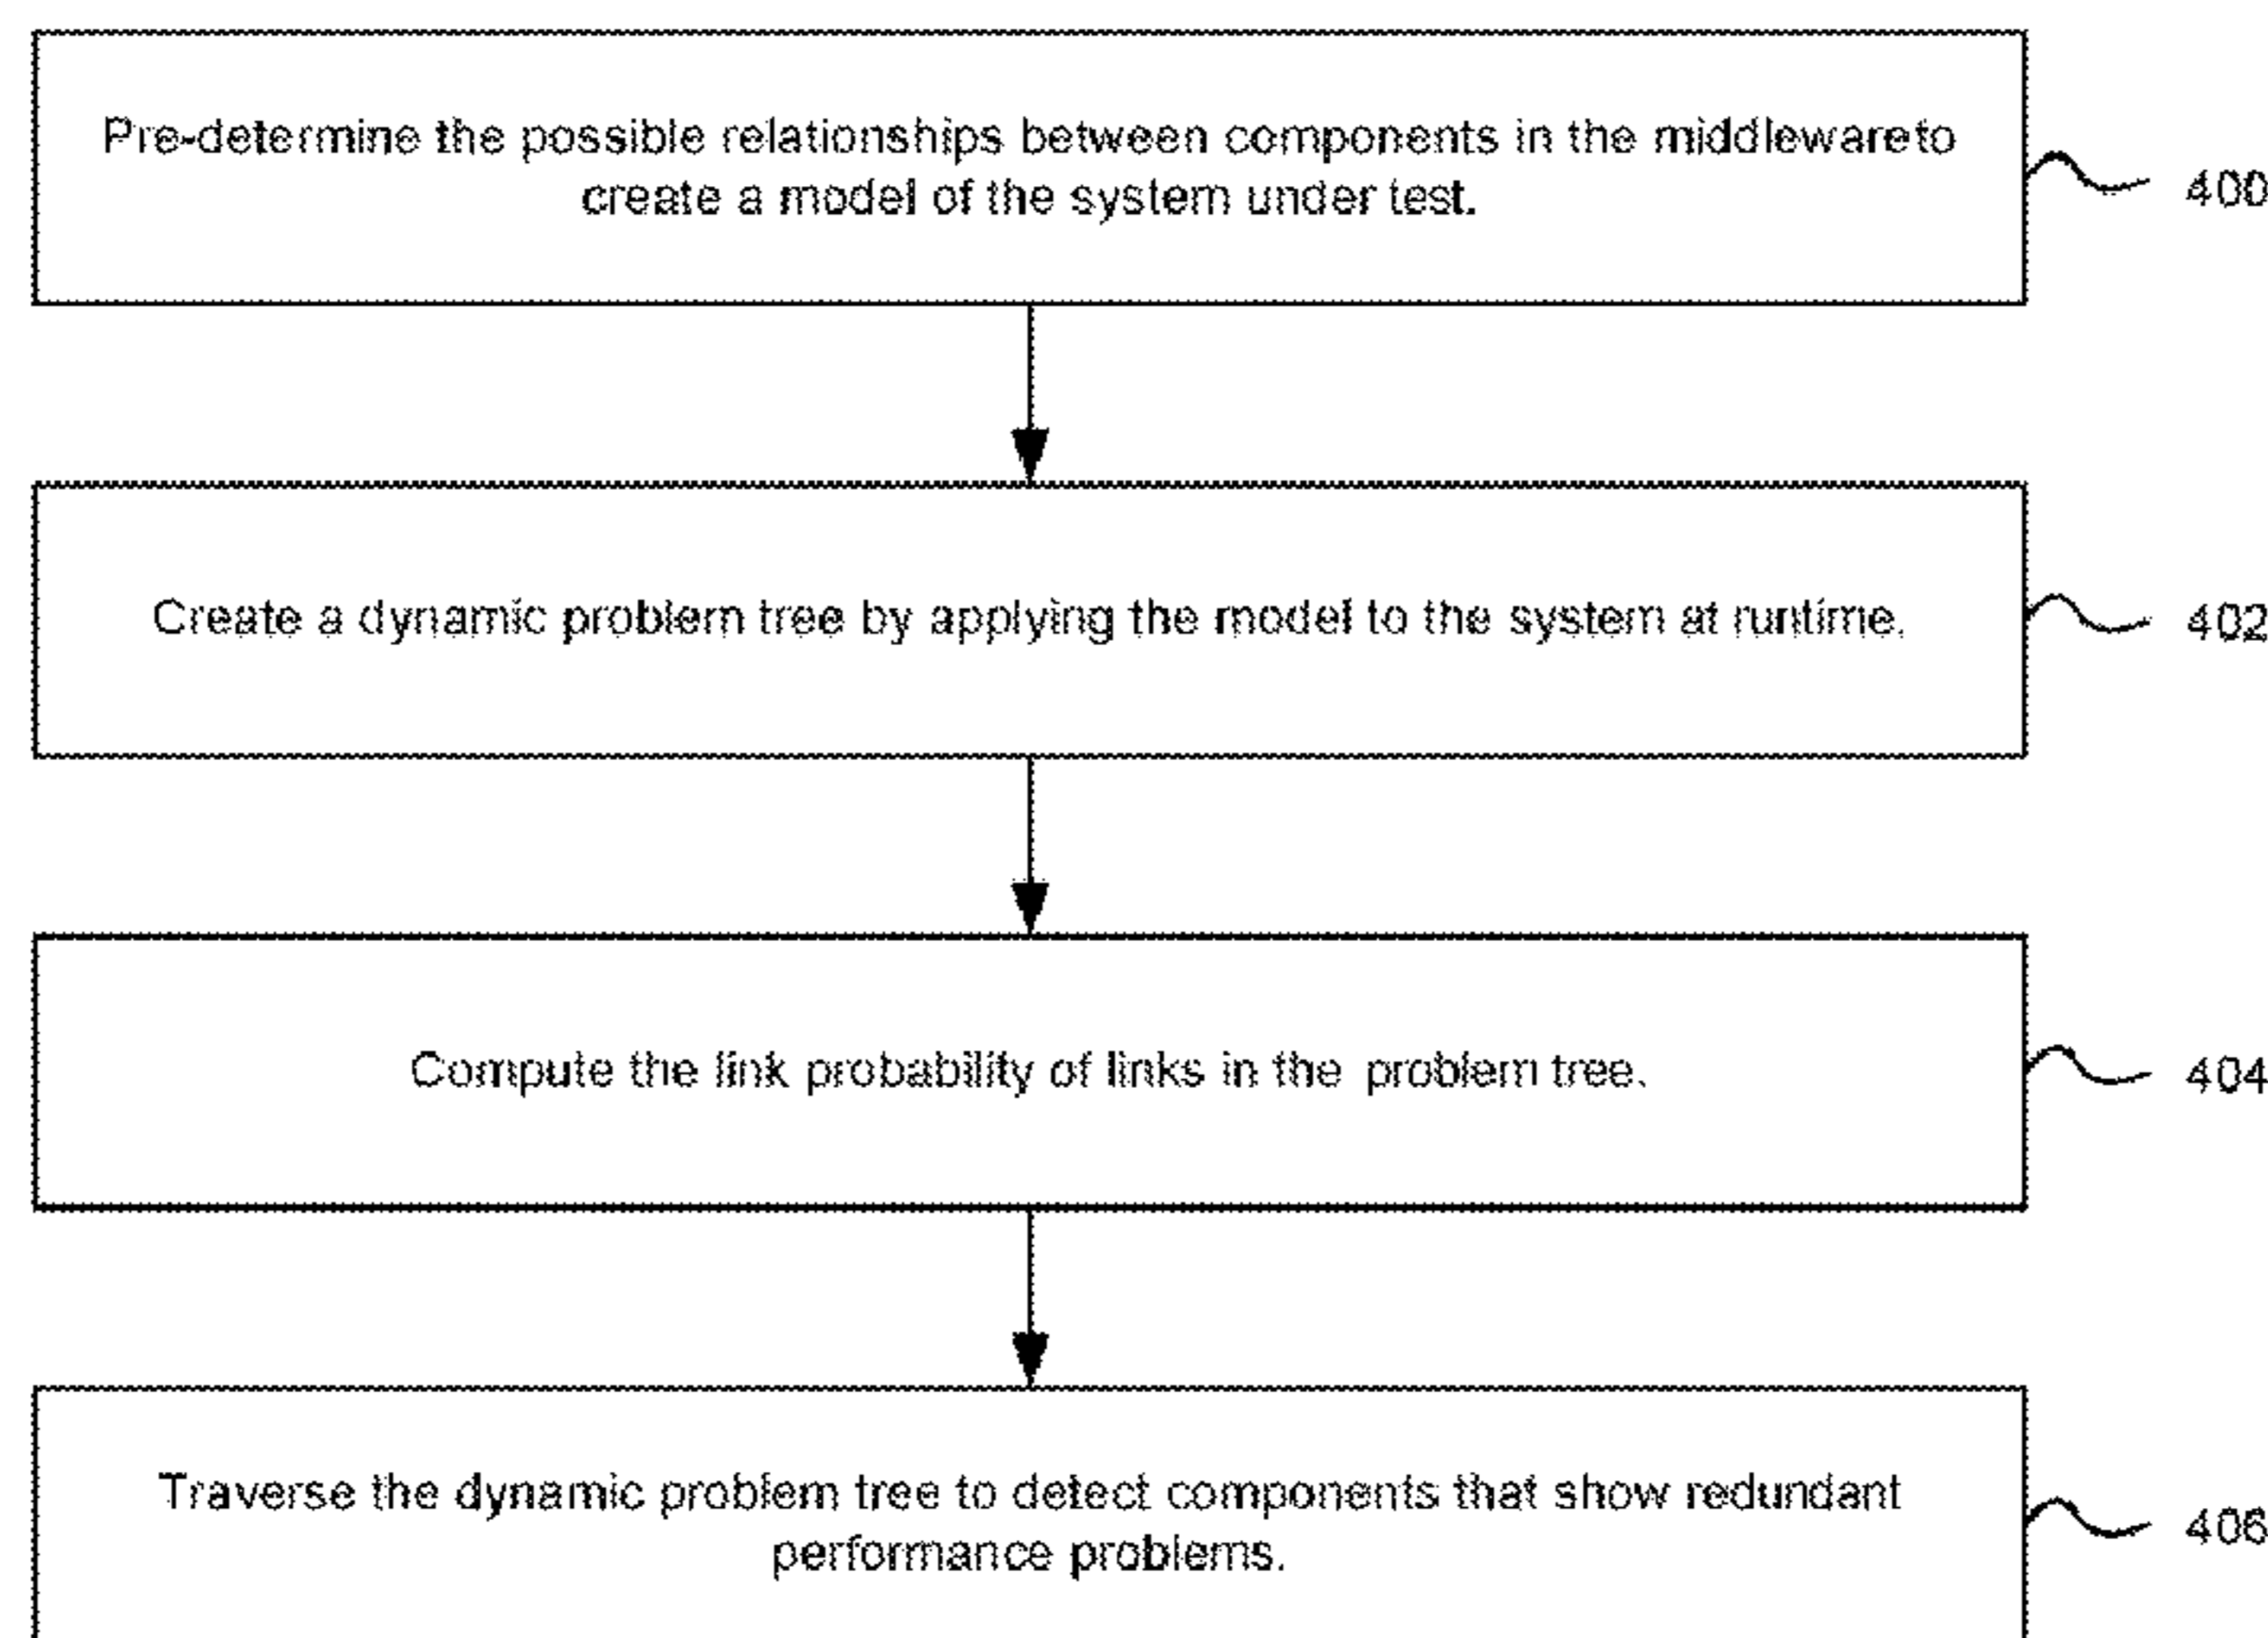 Pre-determine the possible relationships between components in the middlewareto
create a model of the system under test.
400
Create a dynamic problem tree by applying the model to the system at runtime.
402
Compute the link probability of links in the problem tree.
404
Traverse the dynamic problem tree to detect components that show redundant
performance problems.
406